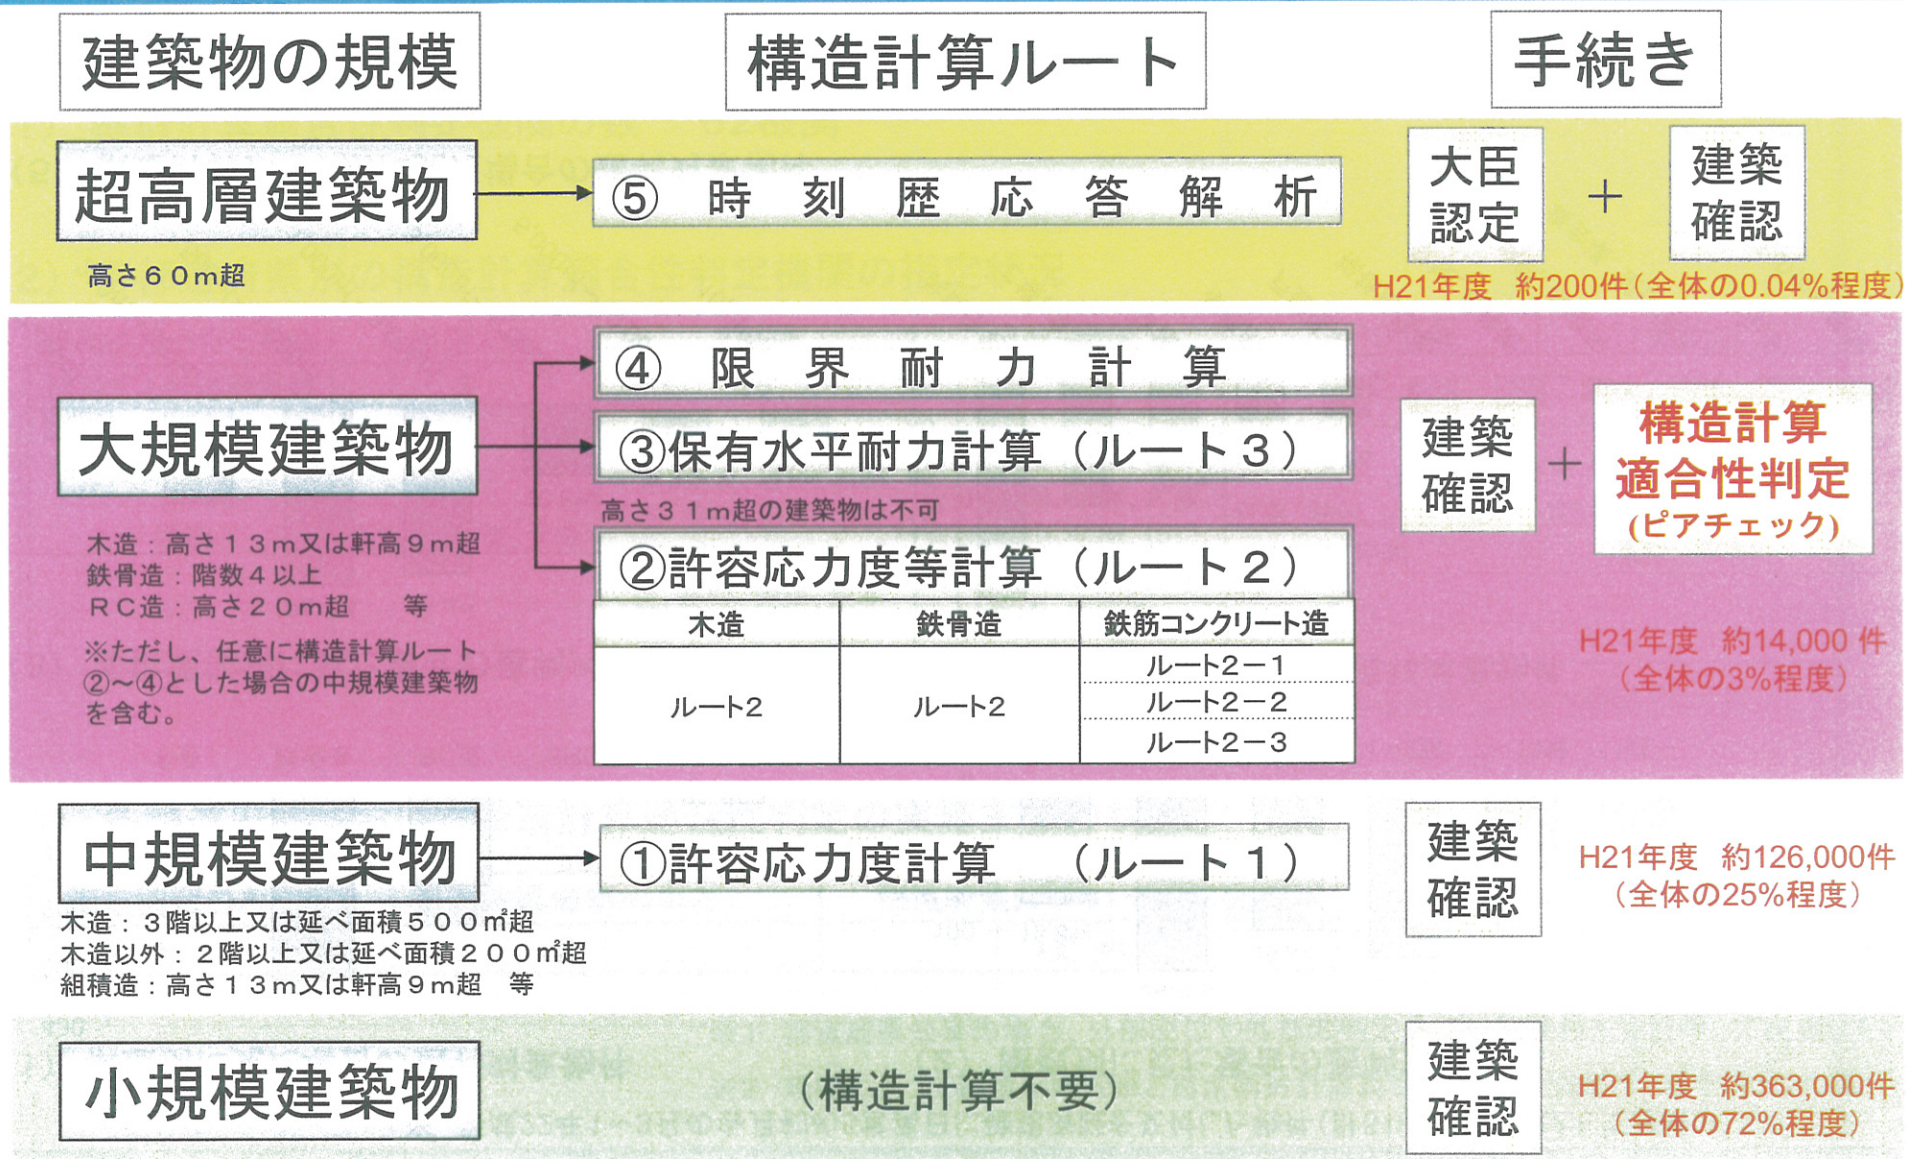 建築物の規模
構造計算ルート
手続き
超高層建築物
高さ６０ｍ超
⑤ 時 刻 歴 応 答 解 析
大臣
認定
＋
建築
確認
H21年度 約200件(全体の0.04%程度)
大規模建築物
木造：高さ１３ｍ又は軒高９ｍ超
鉄骨造：階数４以上
ＲＣ造：高さ２０ｍ超 等
※ただし、任意に構造計算ルート
②～④とした場合の中規模建築物
を含む。
④ 限 界 耐 力 計 算
③保有水平耐力計算（ルート３）
高さ３１ｍ超の建築物は不可
②許容応力度等計算（ルート２）
木造 鉄骨造 鉄筋コンクリート造
ルート2 ルート2 ルート2－1
ルート2－2
ルート2－3
建築
確認
＋
構造計算
適合性判定
(ピアチェック)
H21年度 約14,000 件
（全体の3%程度）
中規模建築物
木造：３階以上又は延べ面積５００㎡超
木造以外：２階以上又は延べ面積２００㎡超
組積造：高さ１３ｍ又は軒高９ｍ超 等
①許容応力度計算 （ルート１）
建築
確認
H21年度 約126,000件
（全体の25%程度）
小規模建築物
（構造計算不要）
建築
確認
H21年度 約363,000件
（全体の72%程度）